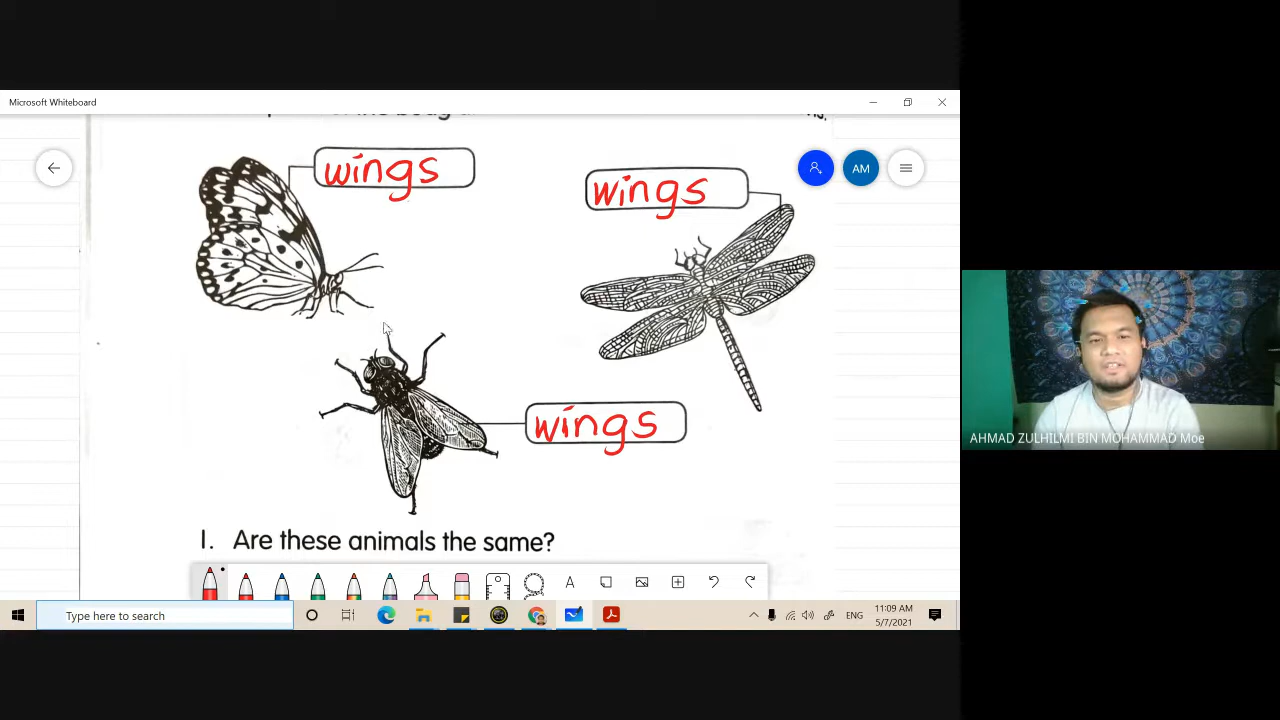 Microsoft Whiteboard
wings
wings
AM
wings
AHMAD ZULHILMI BIN MOHAMMAD Moe
1. Are these animals the same?
A
Type here to search
ENG
11:09 AM
5/7/2021